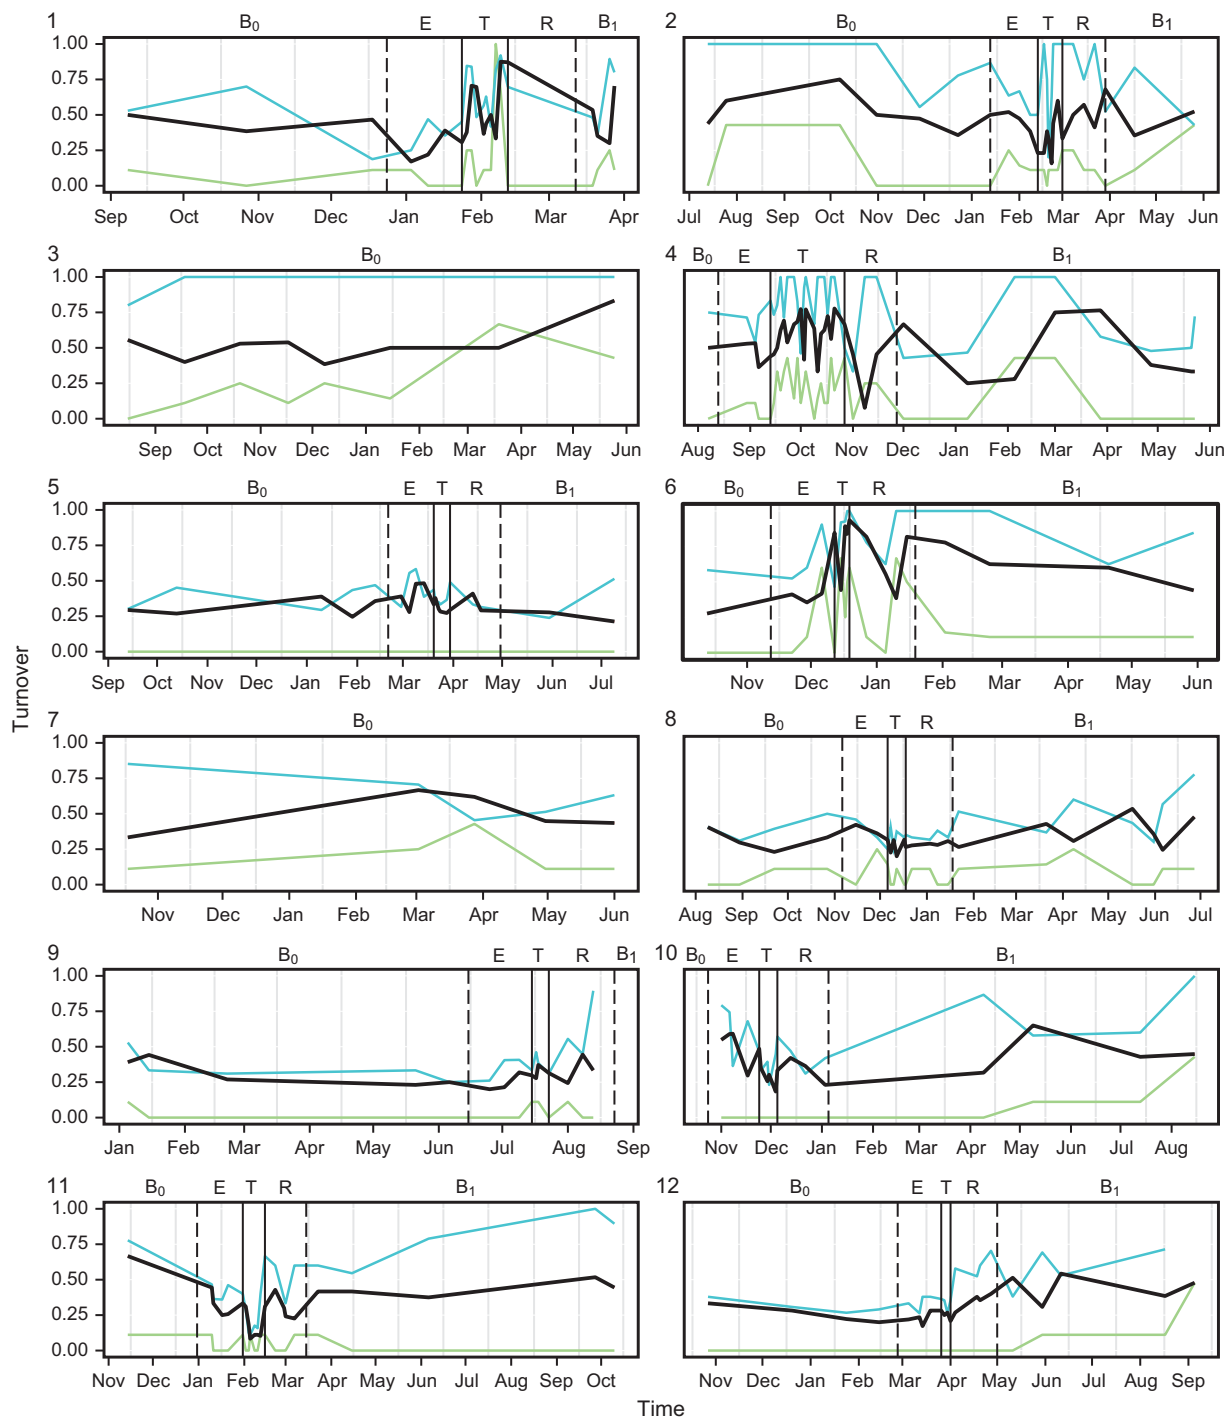 1 B0 E T R B1
1.00
0.75
0.50
0.25
0.00
Sep Oct Nov Dec Jan Feb Mar Apr
2 B0 E T R B1
Jul Aug Sep Oct Nov Dec Jan Feb Mar Apr May Jun
3 B0
1.00
0.75
0.50
0.25
0.00
Sep Oct Nov Dec Jan Feb Mar Apr May Jun
4 B0 E T R B1
Aug Sep Oct Nov Dec Jan Feb Mar Apr May Jun
5 B0 E T R B1
1.00
0.75
0.50
0.25
0.00
Sep Oct Nov Dec Jan Feb Mar Apr May Jun Jul
6 B0 E T R B1
Nov Dec Jan Feb Mar Apr May Jun
Turnover
7 B0
1.00
0.75
0.50
0.25
0.00
Nov Dec Jan Feb Mar Apr May Jun
8 B0 E T R B1
Aug Sep Oct Nov Dec Jan Feb Mar Apr May Jun Jul
9 B0 E T R B1
1.00
0.75
0.50
0.25
0.00
Jan Feb Mar Apr May Jun Jul Aug Sep
10 B0 E T R B1
Nov Dec Jan Feb Mar Apr May Jun Jul Aug
11 B0 E T R B1
1.00
0.75
0.50
0.25
0.00
Nov Dec Jan Feb Mar Apr May Jun Jul Aug Sep Oct
12 B0 E T R B1
Nov Dec Jan Feb Mar Apr May Jun Jul Aug Sep
Time